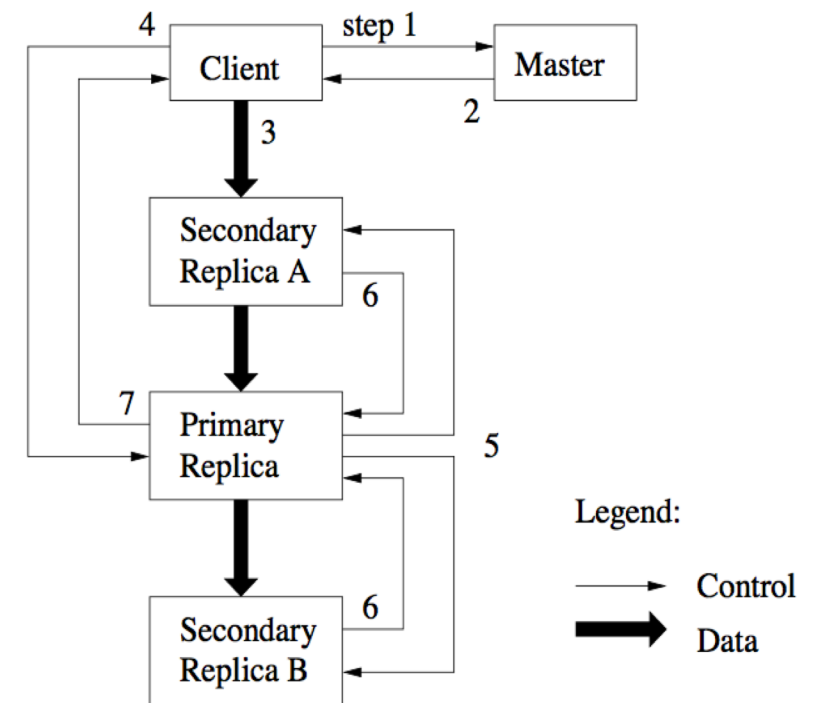 4
step 1
Client
Master
2
3
Secondary
Replica A
6
7
Primary
Replica
5
Legend:
Control
6
Secondary
Replica B
Data